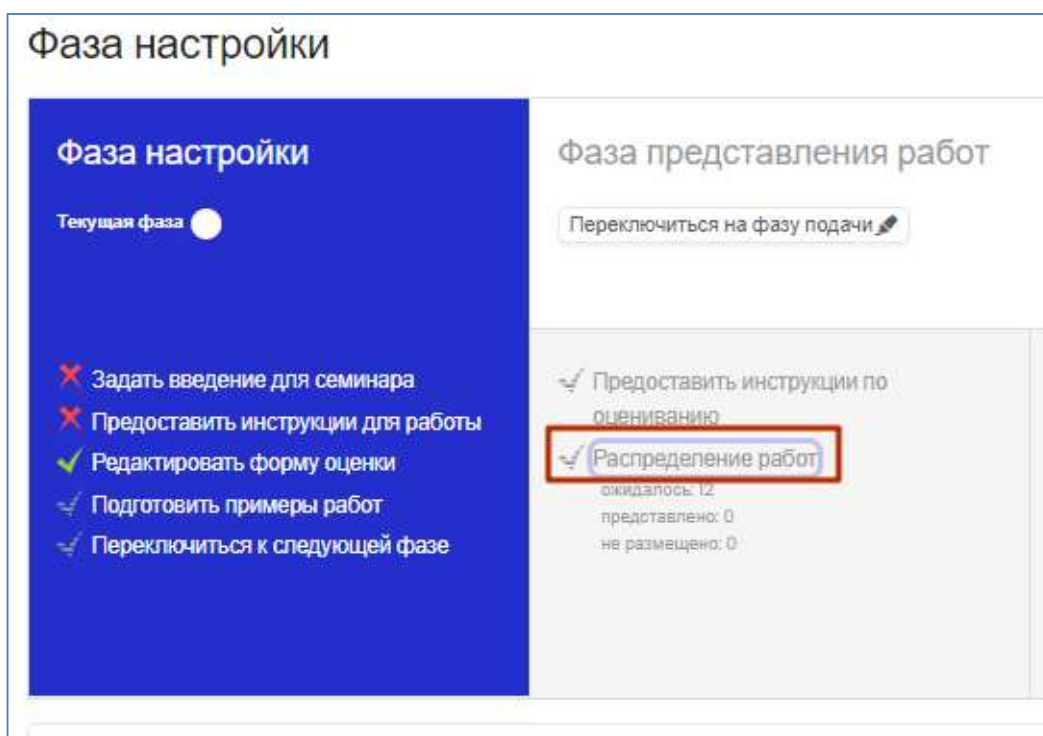 Фаза настройки
Фаза настройки
Текущая фаза
Задать введение для семинара
Предоставить инструкции для работы
Редактировать форму оценки
Подготовить примеры работ
Переключиться к следующей фазе
Фаза представления работ
Переключиться на фазу подачи
Предоставить инструкции по
оцениванию
Распределение работ
ожидалось: 12
представлено: 0
не размещено: 0